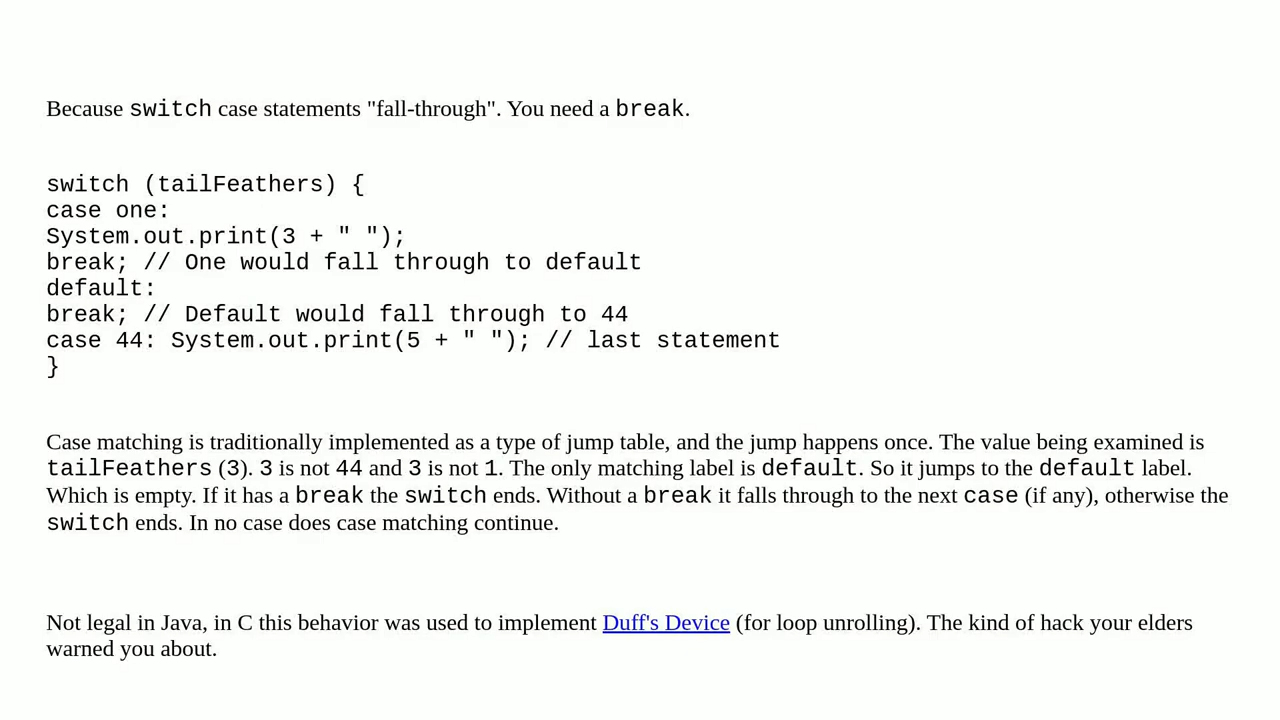 Because switch case statements "fall-through". You need a break.
switch (tailFeathers) {
case one:
System.out.print(3 + " ");
break; // One would fall through to default
default:
break; // Default would fall through to 44
case 44: System.out.print(5 + " "); // last statement
}
Case matching is traditionally implemented as a type of jump table, and the jump happens once. The value being examined is
tailFeathers (3). 3 is not 44 and 3 is not 1. The only matching label is default. So it jumps to the default label.
Which is empty. If it has a break the switch ends. Without a break it falls through to the next case (if any), otherwise the
switch ends. In no case does case matching continue.
Not legal in Java, in C this behavior was used to implement Duff's Device (for loop unrolling). The kind of hack your elders
warned you about.